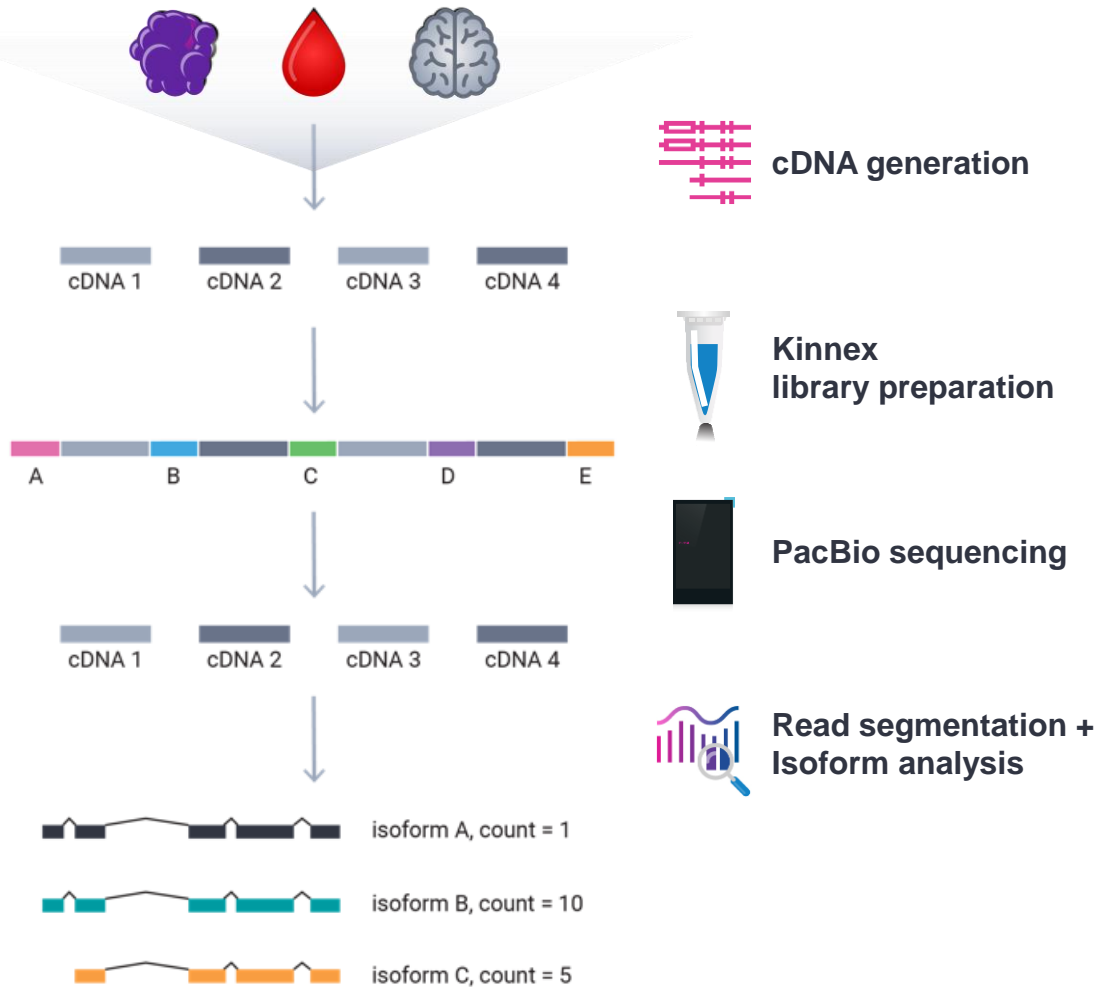 cDNA generation
cDNA 1 cDNA 2 cDNA 3 cDNA 4
Kinnex
library preparation
A B C D E
PacBio sequencing
cDNA 1 cDNA 2 cDNA 3 cDNA 4
Read segmentation +
Isoform analysis
isoform A, count = 1
isoform B, count = 10
isoform C, count = 5